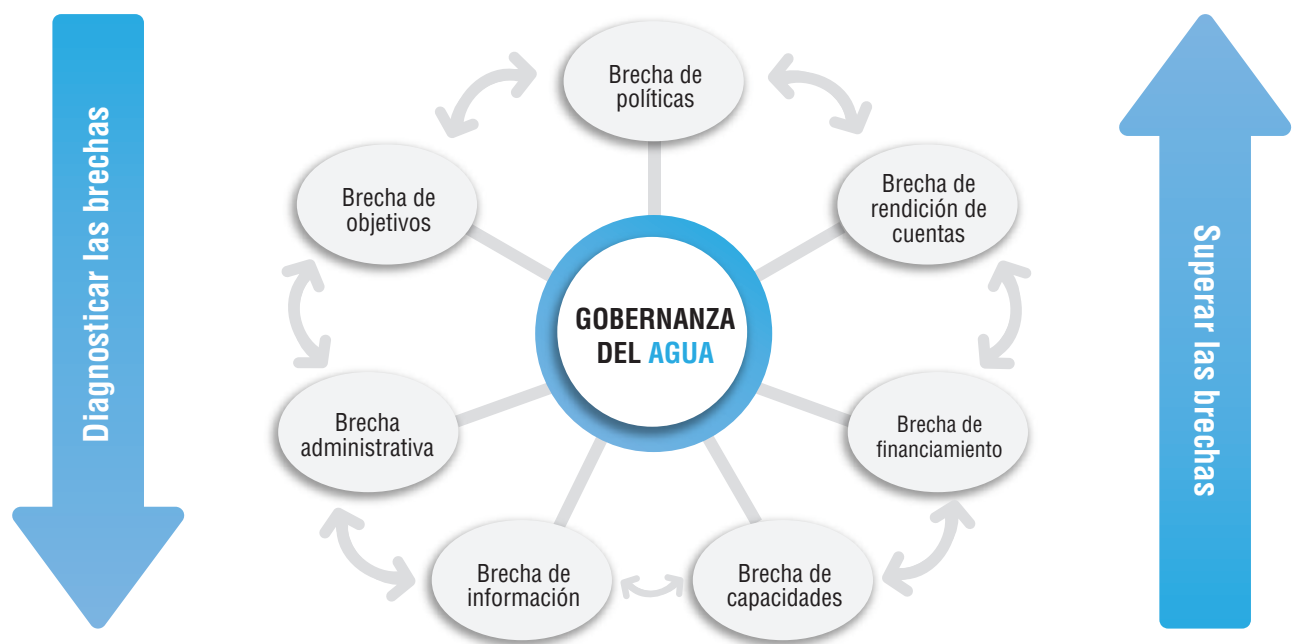 Diagnosticar las brechas
Brecha de
políticas
Brecha de
objetivos
Brecha de
rendición de
cuentas
GOBERNANZA
DEL AGUA
Brecha
administrativa
Brecha de
financiamiento
Brecha de
información
Brecha de
capacidades
Superar las brechas